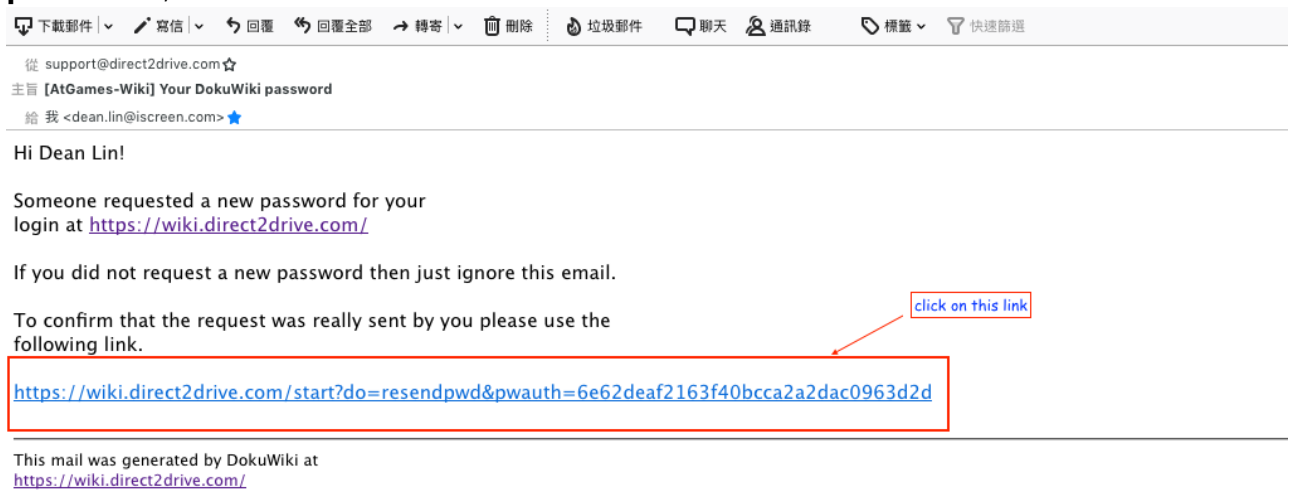 下載郵件 寫信 回覆 回覆全部 轉寄 刪除 垃圾郵件 聊天 通訊錄 標籤 快速篩選
從 support@direct2drive.com
主旨 [AtGames-Wiki] Your DokuWiki password
給 我 <dean.lin@iscreen.com>
Hi Dean Lin!
Someone requested a new password for your
login at https://wiki.direct2drive.com/
If you did not request a new password then just ignore this email.
click on this link
To confirm that the request was really sent by you please use the
following link.
https://wiki.direct2drive.com/start?do=resendpwd&pwauth=6e62deaf2163f40bcca2a2dac0963d2d
This mail was generated by DokuWiki at
https://wiki.direct2drive.com/